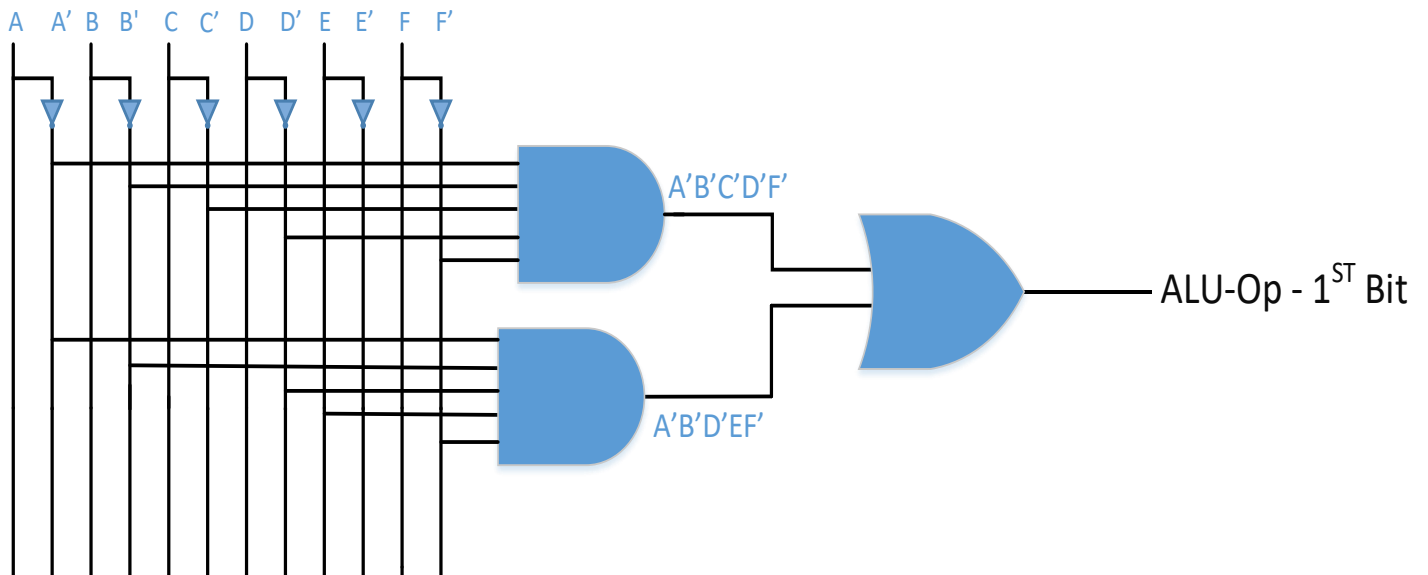 A A’ B B' C C’ D D’ E E’ F F’
A’B’C’D’F’
ALU-Op - 1ST Bit
A’B’D’EF’